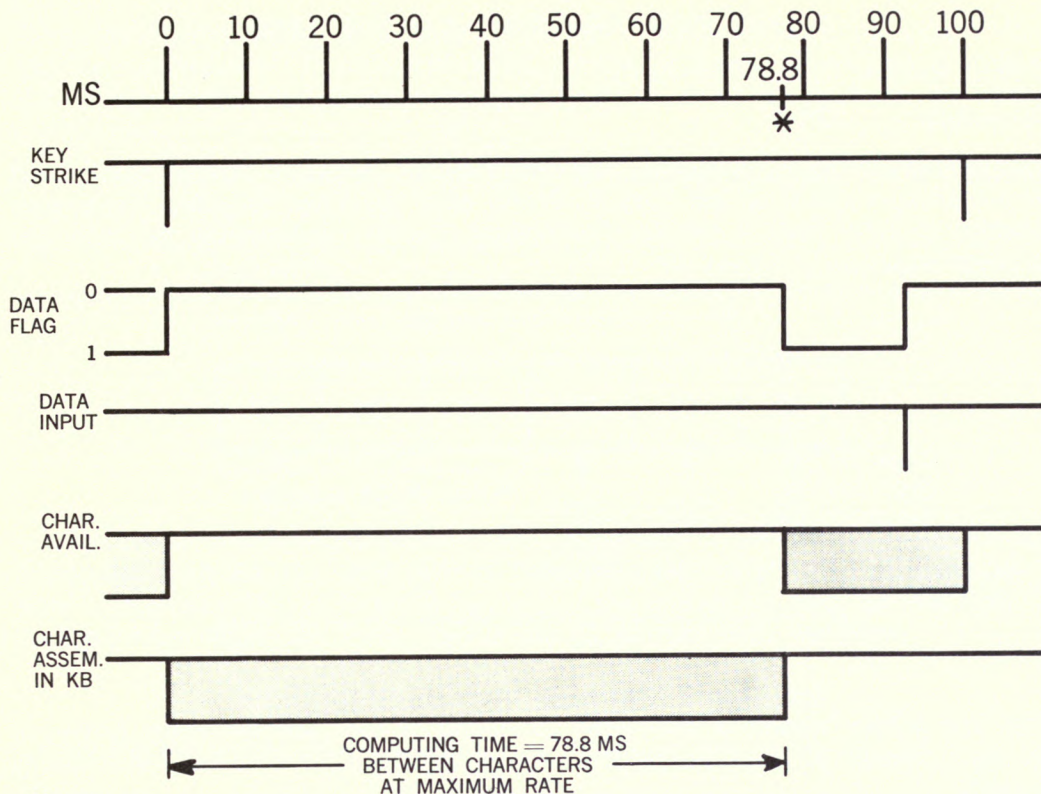 0 10 20 30 40 50 60 70 80 90 100
78.8
MS
*
KEY
STRIKE
0
DATA
FLAG
1
DATA
INPUT
CHAR.
AVAIL.
CHAR.
ASSEM.
IN KB
COMPUTING TIME = 78.8 MS
BETWEEN CHARACTERS
AT MAXIMUM RATE